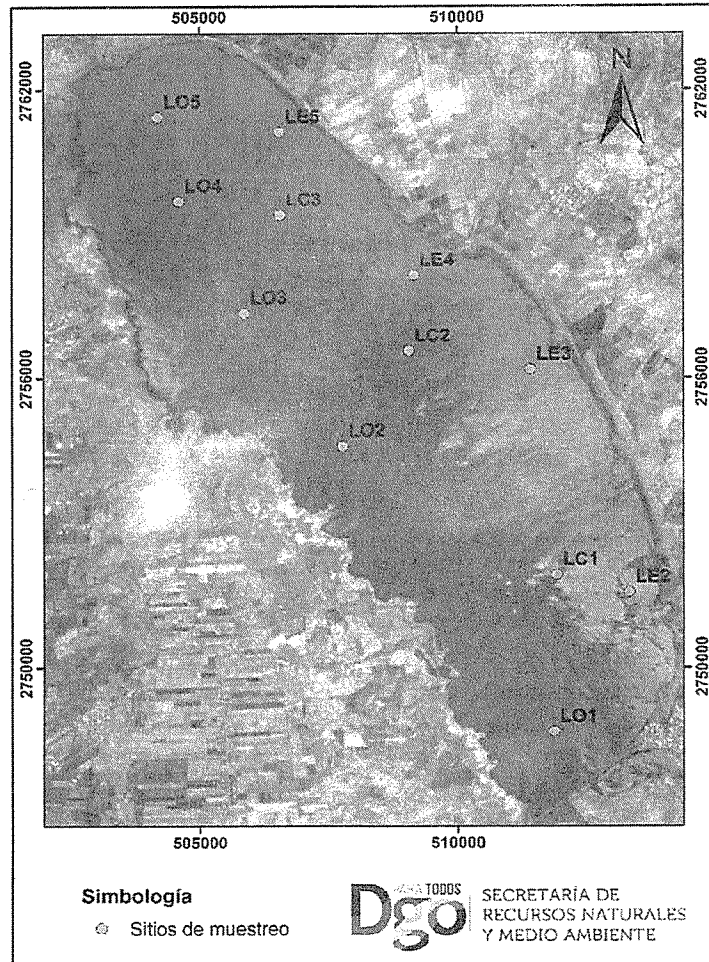 505000 510000
N
2762000 2762000
LO5
LE5
LO4
LC3
LE4
LO3
LC2
LE3
2756000 2756000
LO2
LC1
LE2
2750000 2750000
LO1
505000 510000
Simbología
Sitios de muestreo
TODOS
Dgo
SECRETARÍA DE
RECURSOS NATURALES
Y MEDIO AMBIENTE